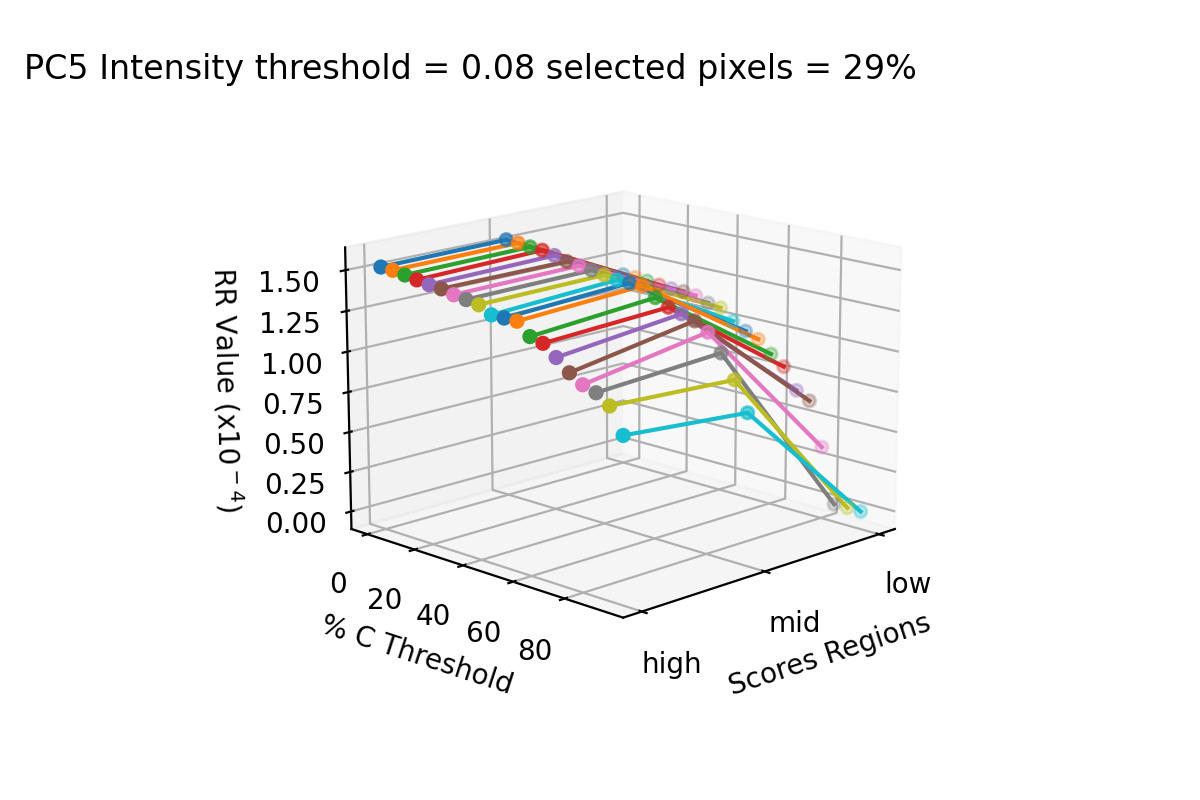 PC5 Intensity threshold = 0.08 selected pixels = 29%
RR Value (x10⁻⁴)
1.50
1.25
1.00
0.75
0.50
0.25
0.00
0
20
40
60
80
% C Threshold
high
mid
low
Scores Regions